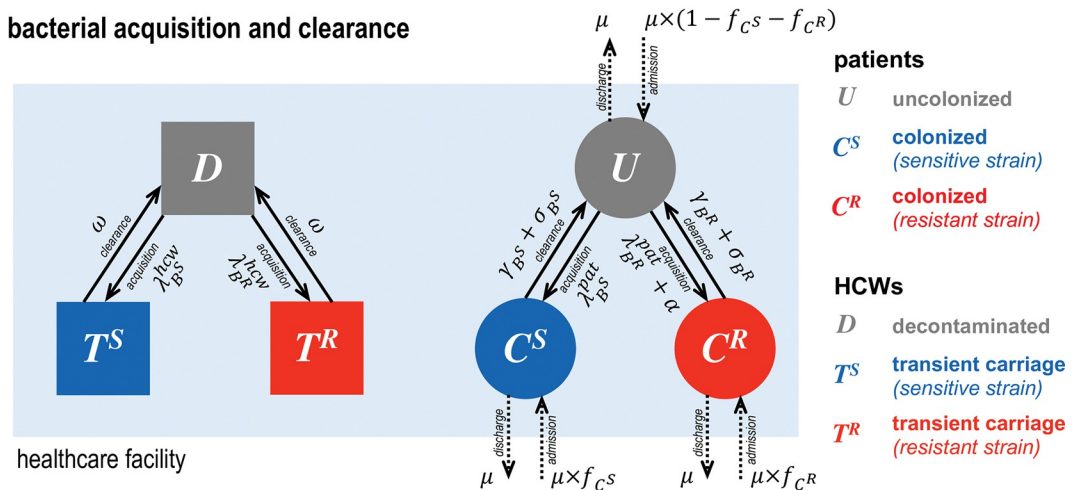 bacterial acquisition and clearance
μ
μ×(1 − f_{C^S} − f_{C^R})
discharge
admission
D
ω
clearance
acquisition
λ^{hcw}_{B^S}
ω
clearance
acquisition
λ^{hcw}_{B^R}
T^S
T^R
U
γ_{B^S} + σ_{B^S}
clearance
acquisition
λ^{pat}_{B^S}
γ_{B^R} + σ_{B^R}
clearance
acquisition
λ^{pat}_{B^R} + α
C^S
C^R
discharge
admission
μ
μ×f_{C^S}
discharge
admission
μ
μ×f_{C^R}
healthcare facility
patients
U uncolonized
C^S colonized
(sensitive strain)
C^R colonized
(resistant strain)
HCWs
D decontaminated
T^S transient carriage
(sensitive strain)
T^R transient carriage
(resistant strain)